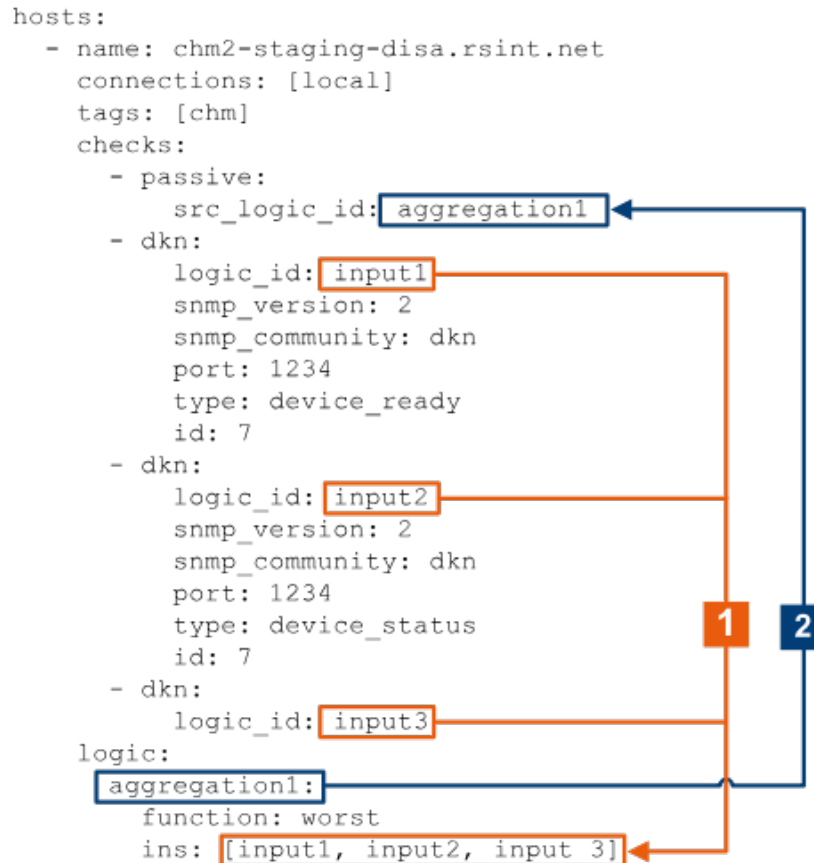 hosts:
- name: chm2-staging-disa.rsint.net
connections: [local]
tags: [chm]
checks:
- passive:
src_logic_id: aggregation1
- dkn:
logic_id: input1
snmp_version: 2
snmp_community: dkn
port: 1234
type: device_ready
id: 7
- dkn:
logic_id: input2
snmp_version: 2
snmp_community: dkn
port: 1234
type: device_status
id: 7
1
2
- dkn:
logic_id: input3
logic:
aggregation1:
function: worst
ins: [input1, input2, input 3]